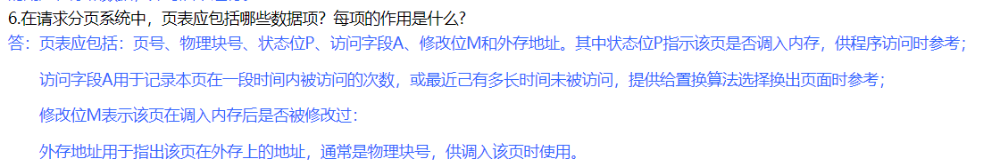 6.在请求分页系统中，页表应包括哪些数据项？每项的作用是什么?
答：页表应包括：页号、物理块号、状态位P、访问字段A、修改位M和外存地址。其中状态位P指示该页是否调入内存，供程序访问时参考；
访问字段A用于记录本页在一段时间内被访问的次数，或最近己有多长时间未被访问，提供给置换算法选择换出页面时参考；
修改位M表示该页在调入内存后是否被修改过：
外存地址用于指出该页在外存上的地址，通常是物理块号，供调入该页时使用。